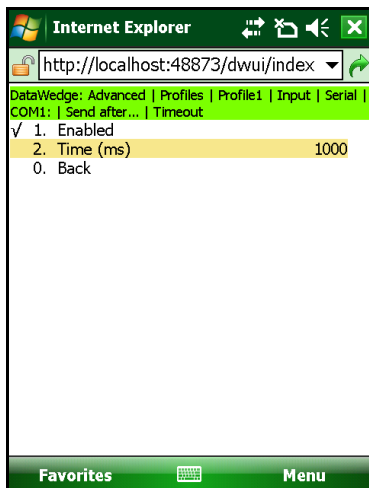 Internet Explorer
http://localhost:48873/dwui/index
DataWedge: Advanced | Profiles | Profile1 | Input | Serial |
COM1: | Send after... | Timeout
√ 1. Enabled
2. Time (ms) 1000
0. Back
Favorites Menu